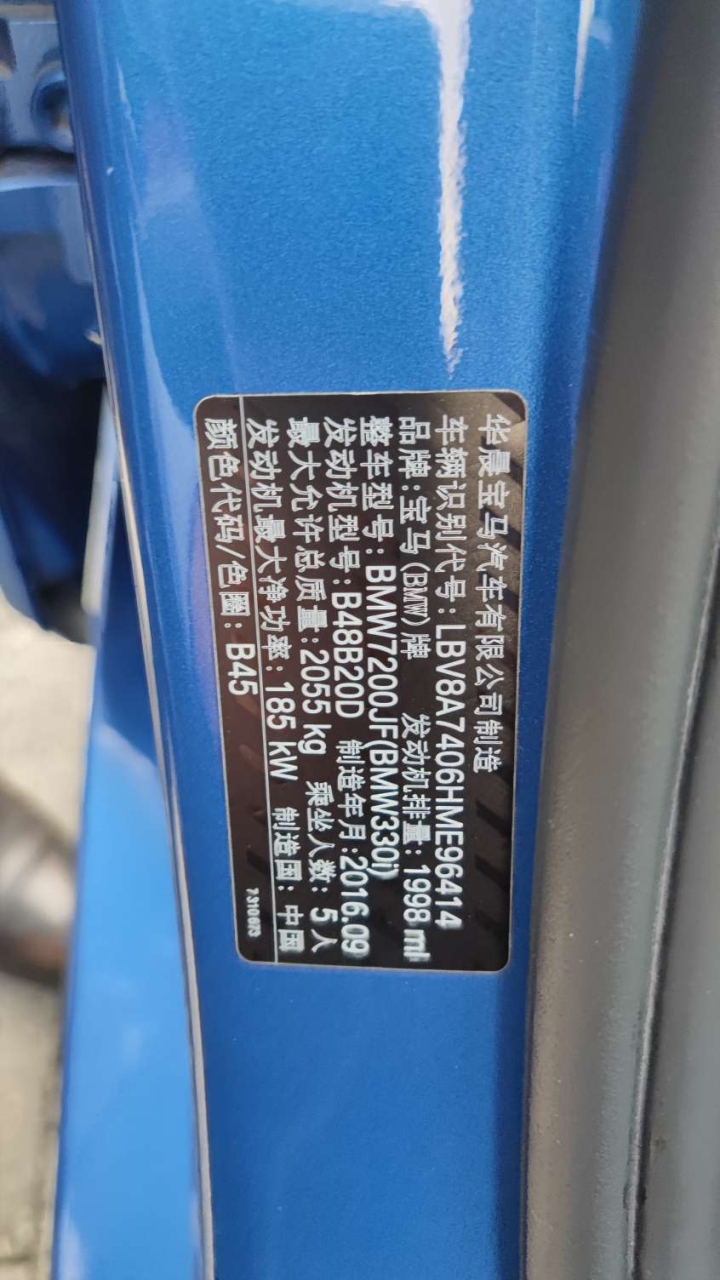 华晨宝马汽车有限公司制造
车辆识别代号:LBV8A7406HME96414
品牌:宝马(BMW)牌 发动机排量:1998 ml
整车型号:BMW7200JF(BMW330i)
发动机型号:B48B20D 制造年月:2016.09
最大允许总质量:2055 kg 乘坐人数:5人
发动机最大净功率:185 kW 制造国:中国
颜色代码/色圈:B45
7310673